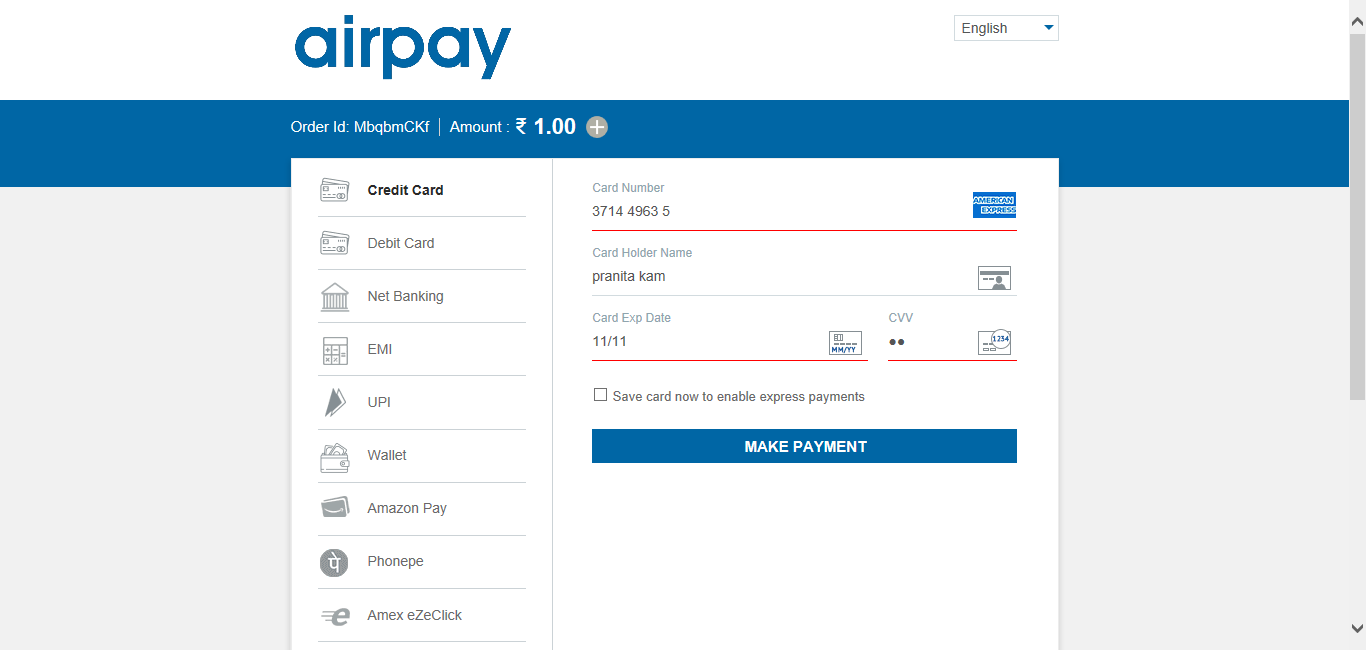 airpay
English
Order Id: MbqbmCKf | Amount : ₹ 1.00
Credit Card
Debit Card
Net Banking
EMI
UPI
Wallet
Amazon Pay
Phonepe
Amex eZeClick
Card Number
3714 4963 5
AMERICAN
EXPRESS
Card Holder Name
pranita kam
Card Exp Date
11/11
MM/YY
CVV
••
1234
Save card now to enable express payments
MAKE PAYMENT